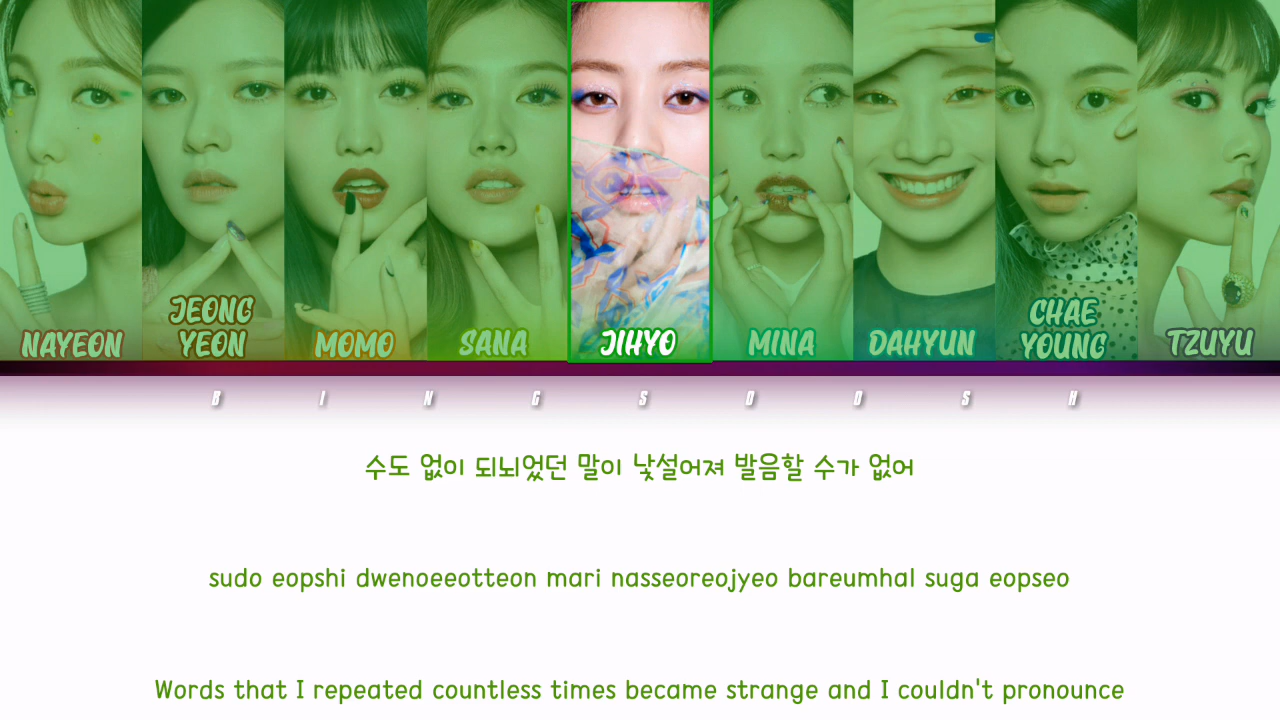 NAYEON
JEONG
YEON
MOMO
SANA
JIHYO
MINA
DAHYUN
CHAE
YOUNG
TZUYU
B I N G S O O S H
수도 없이 되뇌었던 말이 낯설어져 발음할 수가 없어
sudo eopshi dwenoeeotteon mari nasseoreojyeo bareumhal suga eopseo
Words that I repeated countless times became strange and I couldn't pronounce